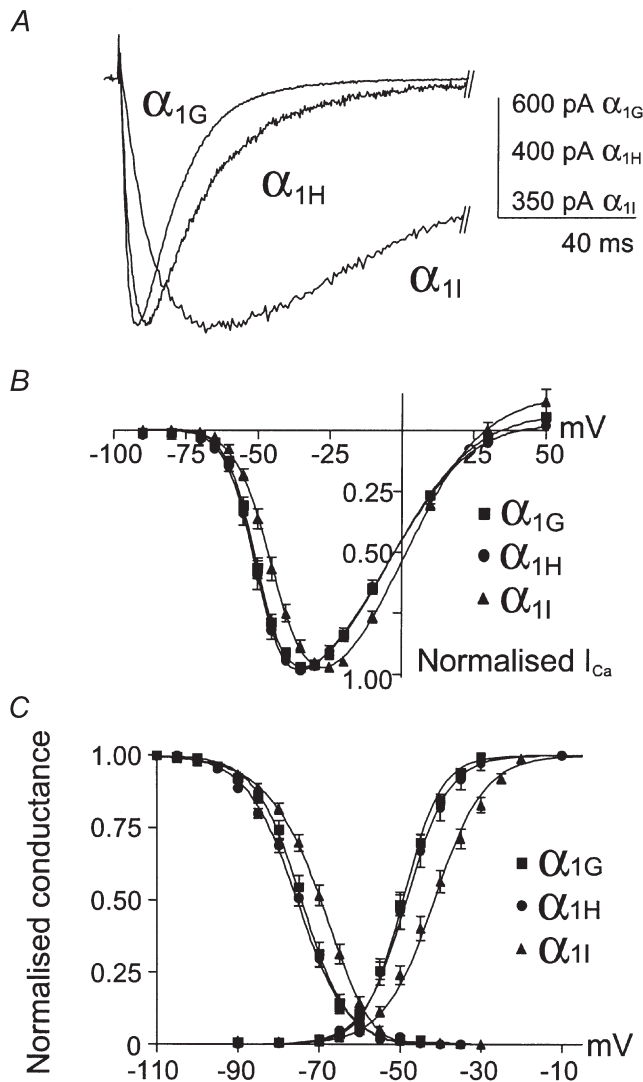 A
α1G
α1H
α1I
600 pA α1G
400 pA α1H
350 pA α1I
40 ms
B
mV
-100 -75 -50 -25 25 50
0.25
0.50
1.00
α1G
α1H
α1I
Normalised ICa
C
Normalised conductance
1.00
0.75
0.50
0.25
0
α1G
α1H
α1I
mV
-110 -90 -70 -50 -30 -10